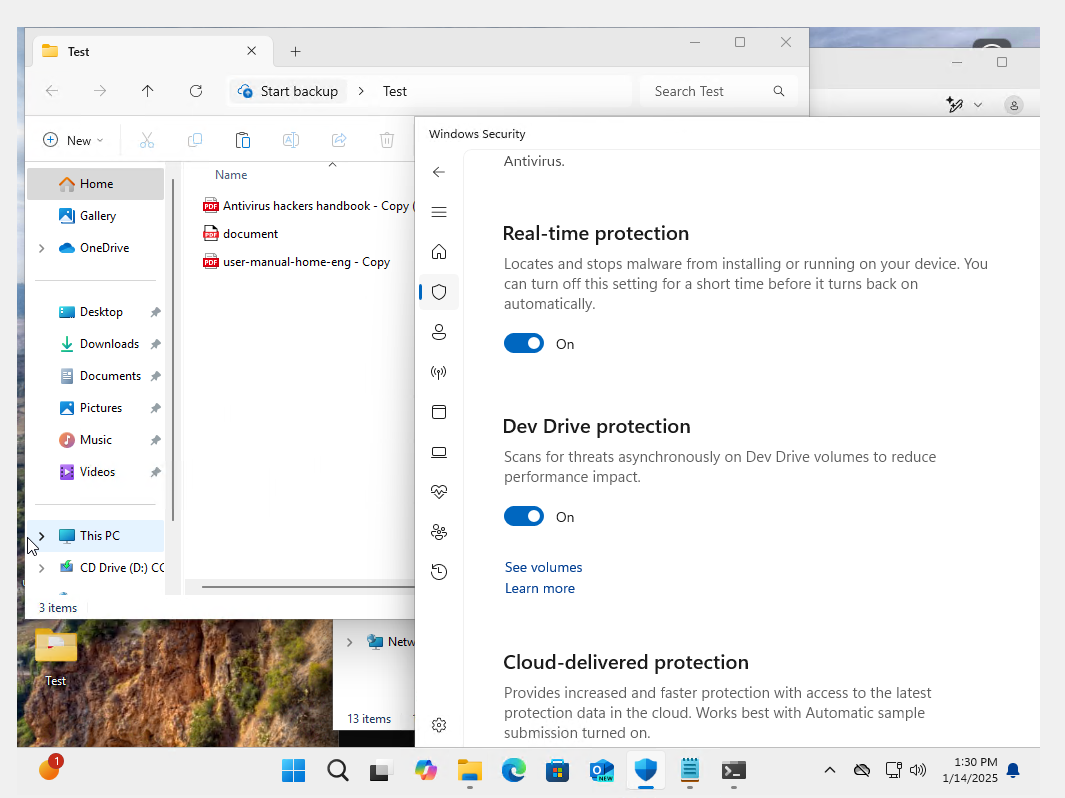 Test
Start backup
Test
Search Test
New
Home
Gallery
OneDrive
Desktop
Downloads
Documents
Pictures
Music
Videos
This PC
CD Drive (D:) CC
Name
Antivirus hackers handbook - Copy (
document
user-manual-home-eng - Copy
3 items
Windows Security
Antivirus.
Real-time protection
Locates and stops malware from installing or running on your device. You
can turn off this setting for a short time before it turns back on
automatically.
On
Dev Drive protection
Scans for threats asynchronously on Dev Drive volumes to reduce
performance impact.
On
See volumes
Learn more
Cloud-delivered protection
Provides increased and faster protection with access to the latest
protection data in the cloud. Works best with Automatic sample
submission turned on.
Test
Netw
13 items
1
NEW
1:30 PM
1/14/2025